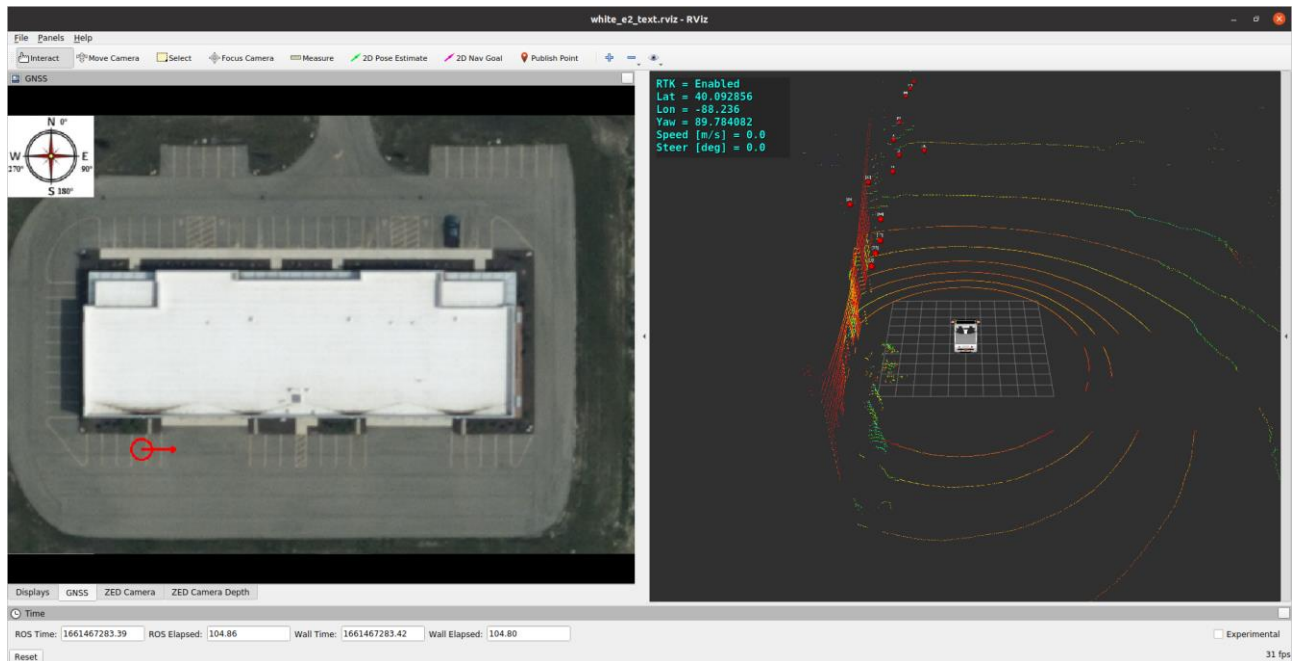 white_e2_text.rviz - RViz
File Panels Help
Interact Move Camera Select Focus Camera Measure 2D Pose Estimate 2D Nav Goal Publish Point
GNSS
N 0°
W E
270° 90°
S 180°
RTK = Enabled
Lat = 40.092856
Lon = -88.236
Yaw = 89.784082
Speed [m/s] = 0.0
Steer [deg] = 0.0
Displays GNSS ZED Camera ZED Camera Depth
Time
ROS Time: 1661467283.39 ROS Elapsed: 104.86 Wall Time: 1661467283.42 Wall Elapsed: 104.80 Experimental
Reset 31 fps